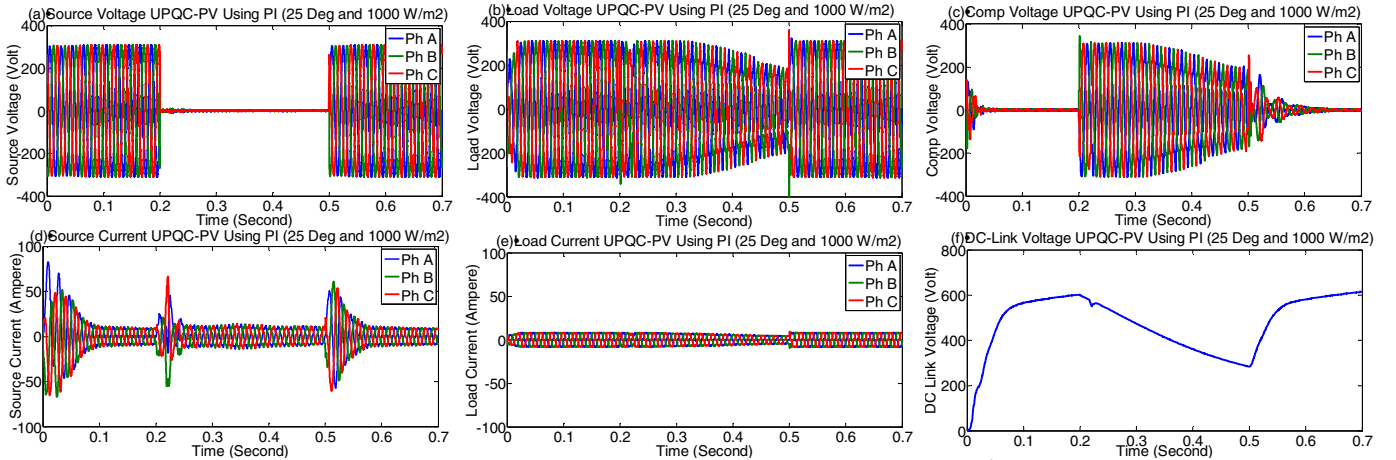 (a) Source Voltage UPQC-PV Using PI (25 Deg and 1000 W/m2)
Source Voltage (Volt)
400
200
0
-200
-400
Ph A
Ph B
Ph C
0 0.1 0.2 0.3 0.4 0.5 0.6 0.7
Time (Second)
(b) Load Voltage UPQC-PV Using PI (25 Deg and 1000 W/m2)
Load Voltage (Volt)
400
200
0
-200
-400
Ph A
Ph B
Ph C
0 0.1 0.2 0.3 0.4 0.5 0.6 0.7
Time (Second)
(c) Comp Voltage UPQC-PV Using PI (25 Deg and 1000 W/m2)
Comp Voltage (Volt)
400
200
0
-200
-400
Ph A
Ph B
Ph C
0 0.1 0.2 0.3 0.4 0.5 0.6 0.7
Time (Second)
(d) Source Current UPQC-PV Using PI (25 Deg and 1000 W/m2)
Source Current (Ampere)
100
50
0
-50
-100
Ph A
Ph B
Ph C
0 0.1 0.2 0.3 0.4 0.5 0.6 0.7
Time (Second)
(e) Load Current UPQC-PV Using PI (25 Deg and 1000 W/m2)
Load Current (Ampere)
100
50
0
-50
-100
Ph A
Ph B
Ph C
0 0.1 0.2 0.3 0.4 0.5 0.6 0.7
Time (Second)
(f) DC-Link Voltage UPQC-PV Using PI (25 Deg and 1000 W/m2)
DC Link Voltage (Volt)
800
600
400
200
0
0 0.1 0.2 0.3 0.4 0.5 0.6 0.7
Time (Second)